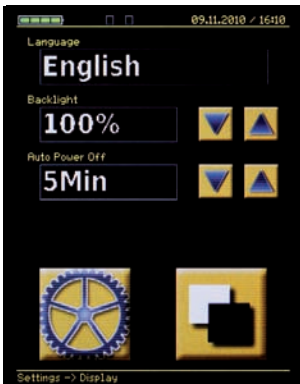 09.11.2010 / 16:10
Language
English
Backlight
100%
Auto Power Off
5Min
Settings -> Display